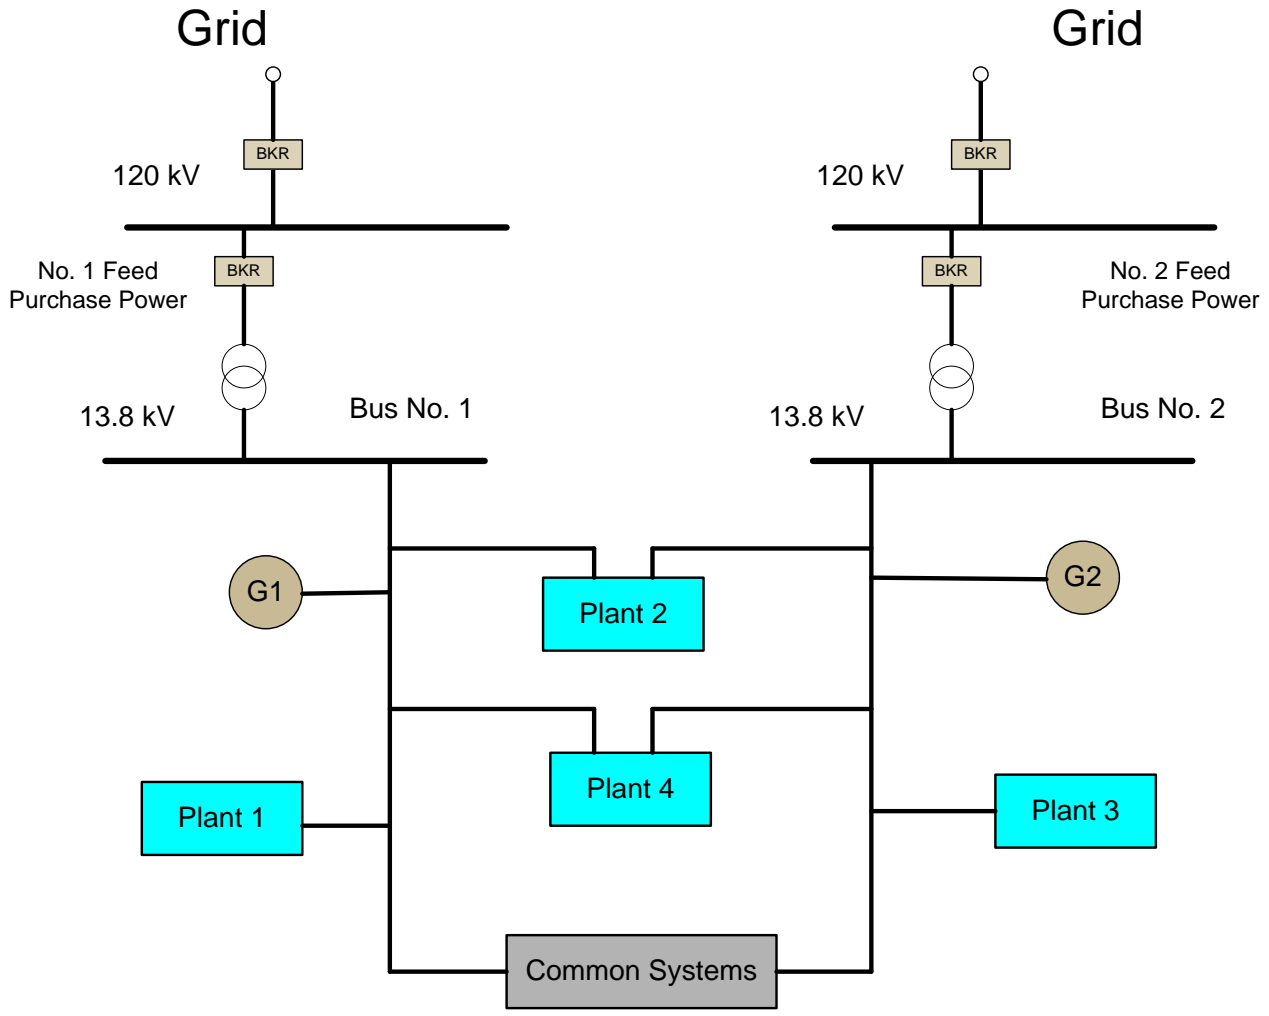 Grid
Grid
BKR
BKR
120 kV
120 kV
No. 1 Feed
Purchase Power
BKR
BKR
No. 2 Feed
Purchase Power
13.8 kV
Bus No. 1
13.8 kV
Bus No. 2
G1
Plant 2
G2
Plant 1
Plant 4
Plant 3
Common Systems